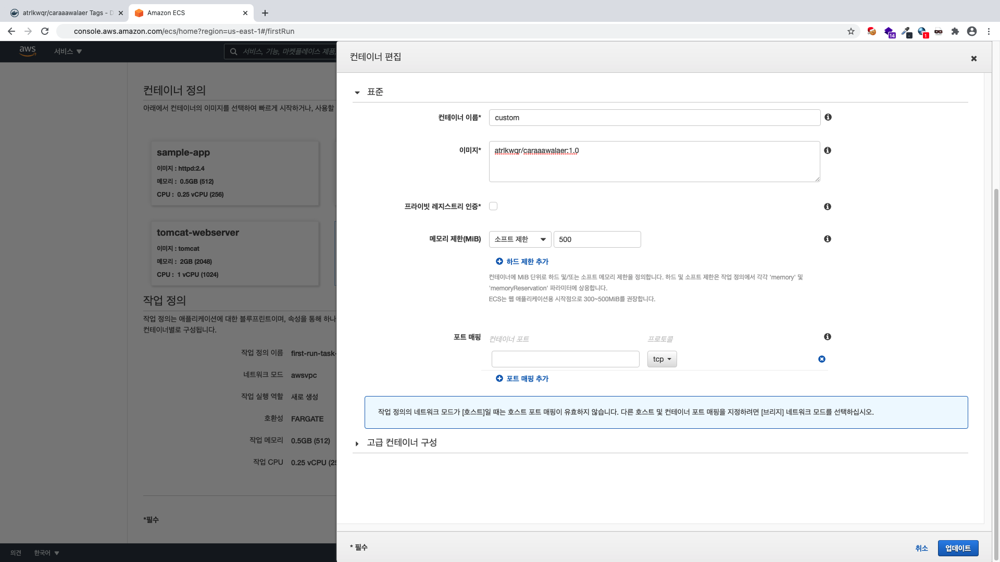 atrlkwqr/caraaawalaer Tags - D
Amazon ECS
console.aws.amazon.com/ecs/home?region=us-east-1#/firstRun
14
1
aws
서비스
서비스, 기능, 마켓플레이스 제품,
컨테이너 편집
컨테이너 정의
아래에서 컨테이너의 이미지를 선택하여 빠르게 시작하거나, 사용할
sample-app
이미지 : httpd:2.4
메모리 : 0.5GB (512)
CPU : 0.25 vCPU (256)
tomcat-webserver
이미지 : tomcat
메모리 : 2GB (2048)
CPU : 1 vCPU (1024)
작업 정의
작업 정의는 애플리케이션에 대한 블루프린트이며, 속성을 통해 하나
컨테이너별로 구성됩니다.
작업 정의 이름 first-run-task-
네트워크 모드 awsvpc
작업 실행 역할 새로 생성
호환성 FARGATE
작업 메모리 0.5GB (512)
작업 CPU 0.25 vCPU (25
*필수
의견
한국어
표준
컨테이너 이름* custom
이미지* atrlkwqr/caraaawalaer:1.0
프라이빗 레지스트리 인증*
메모리 제한(MiB) 소프트 제한 500
하드 제한 추가
컨테이너에 MiB 단위로 하드 및/또는 소프트 메모리 제한을 정의합니다. 하드 및 소프트 제한은 작업 정의에서 각각 'memory' 및
'memoryReservation' 파라미터에 상응합니다.
ECS는 웹 애플리케이션용 시작점으로 300~500MiB를 권장합니다.
포트 매핑 컨테이너 포트 프로토콜
tcp
포트 매핑 추가
작업 정의의 네트워크 모드가 [호스트]일 때는 호스트 포트 매핑이 유효하지 않습니다. 다른 호스트 및 컨테이너 포트 매핑을 지정하려면 [브리지] 네트워크 모드를 선택하십시오.
고급 컨테이너 구성
* 필수
취소
업데이트